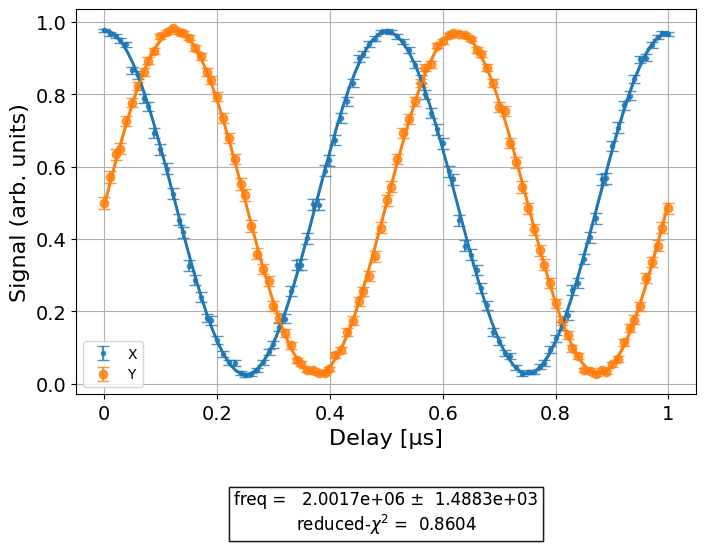 Signal (arb. units)
1.0
0.8
0.6
0.4
0.2
0.0
X
Y
0 0.2 0.4 0.6 0.8 1
Delay [μs]
freq = 2.0017e+06 ± 1.4883e+03
reduced-χ² = 0.8604